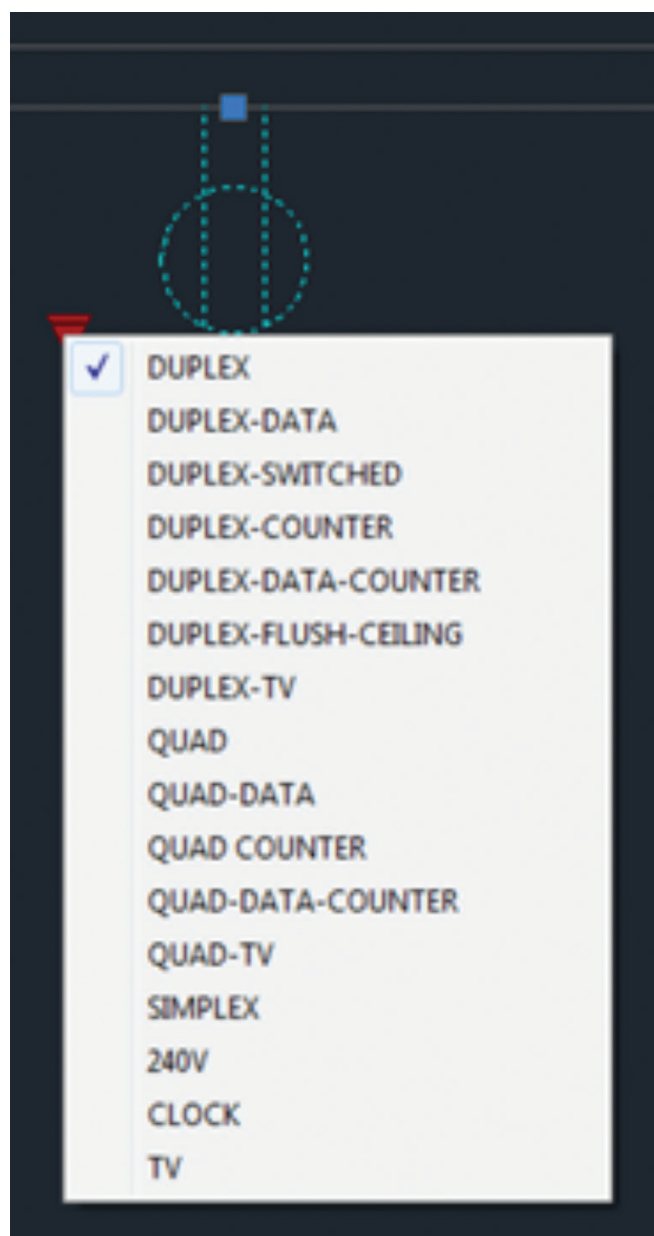 DUPLEX
DUPLEX-DATA
DUPLEX-SWITCHED
DUPLEX-COUNTER
DUPLEX-DATA-COUNTER
DUPLEX-FLUSH-CEILING
DUPLEX-TV
QUAD
QUAD-DATA
QUAD COUNTER
QUAD-DATA-COUNTER
QUAD-TV
SIMPLEX
240V
CLOCK
TV